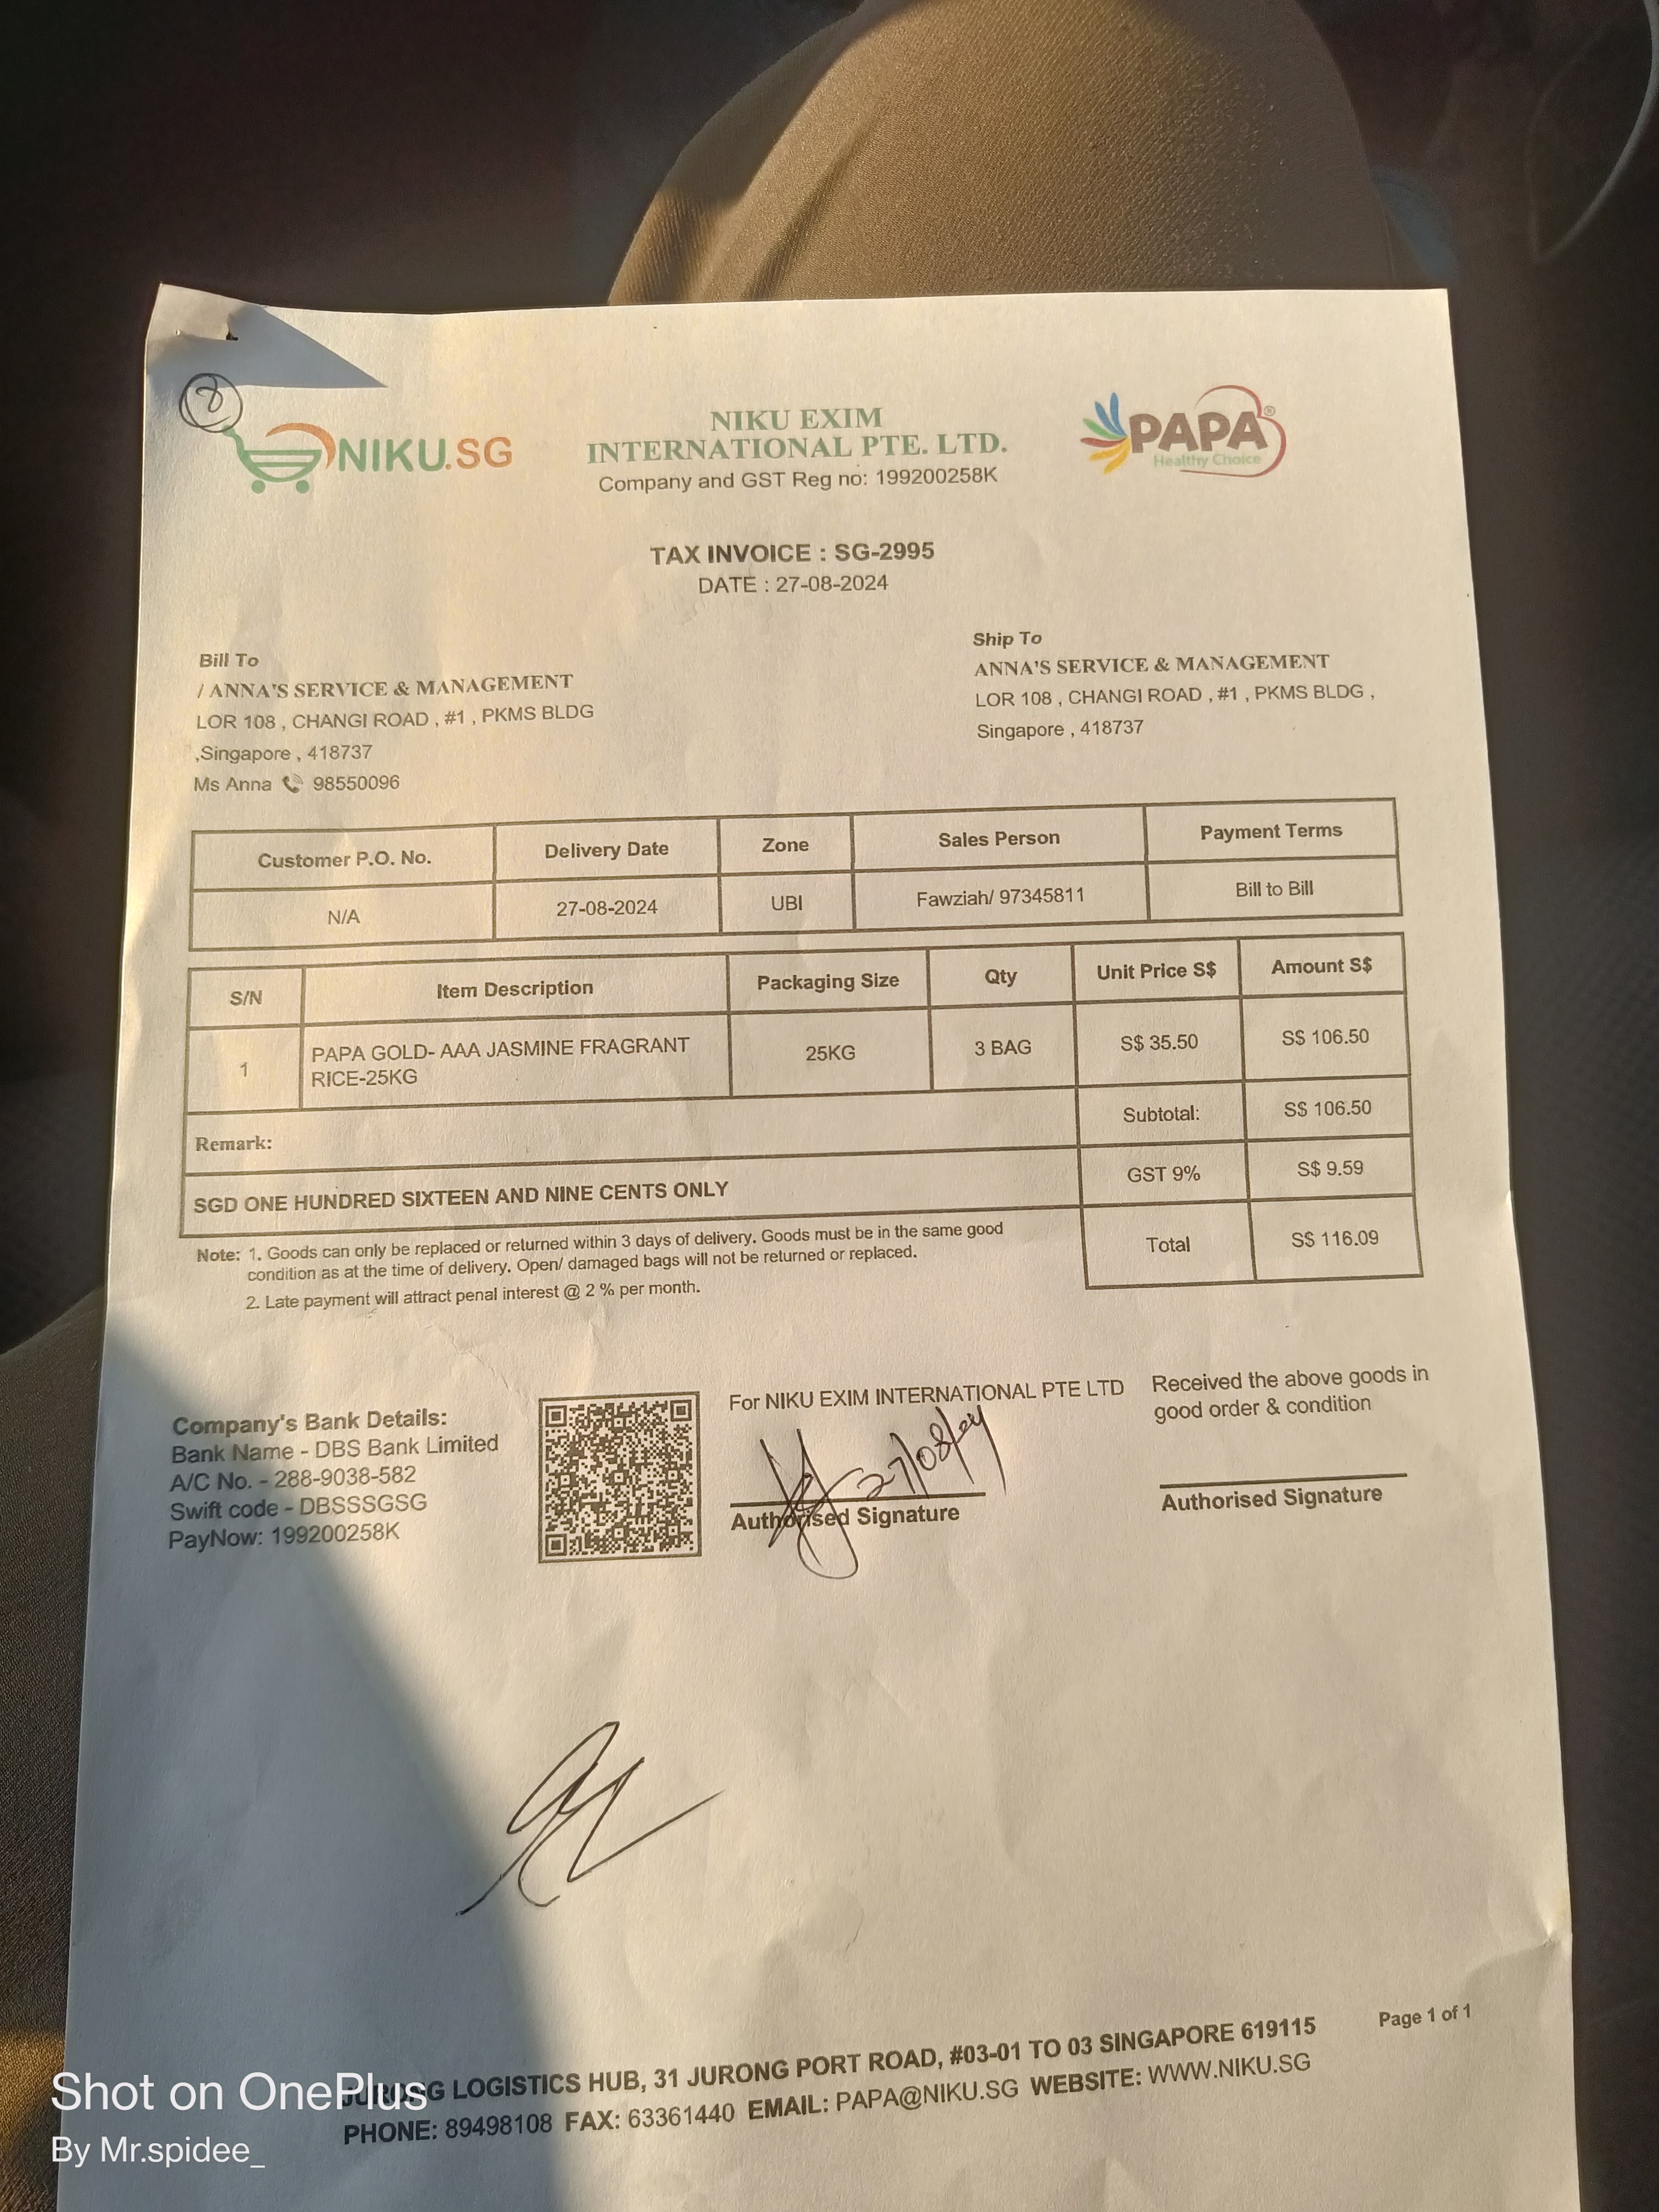 8
NIKU.SG
NIKU EXIM
INTERNATIONAL PTE. LTD.
Company and GST Reg no: 199200258K
PAPA®
Healthy Choice
TAX INVOICE : SG-2995
DATE : 27-08-2024
Bill To
/ ANNA'S SERVICE & MANAGEMENT
LOR 108 , CHANGI ROAD , #1 , PKMS BLDG
,Singapore , 418737
Ms Anna 98550096
Ship To
ANNA'S SERVICE & MANAGEMENT
LOR 108 , CHANGI ROAD , #1 , PKMS BLDG ,
Singapore , 418737
Customer P.O. No. Delivery Date Zone Sales Person Payment Terms
N/A 27-08-2024 UBI Fawziah/ 97345811 Bill to Bill
S/N Item Description Packaging Size Qty Unit Price S$ Amount S$
1 PAPA GOLD- AAA JASMINE FRAGRANT 25KG 3 BAG S$ 35.50 S$ 106.50
RICE-25KG
Remark: Subtotal: S$ 106.50
SGD ONE HUNDRED SIXTEEN AND NINE CENTS ONLY GST 9% S$ 9.59
Total S$ 116.09
Note: 1. Goods can only be replaced or returned within 3 days of delivery. Goods must be in the same good
condition as at the time of delivery. Open/ damaged bags will not be returned or replaced.
2. Late payment will attract penal interest @ 2 % per month.
Company's Bank Details:
Bank Name - DBS Bank Limited
A/C No. - 288-9038-582
Swift code - DBSSSGSG
PayNow: 199200258K
For NIKU EXIM INTERNATIONAL PTE LTD
27/08/24
Authorised Signature
Received the above goods in
good order & condition
Authorised Signature
Page 1 of 1
JURONG LOGISTICS HUB, 31 JURONG PORT ROAD, #03-01 TO 03 SINGAPORE 619115
PHONE: 89498108 FAX: 63361440 EMAIL: PAPA@NIKU.SG WEBSITE: WWW.NIKU.SG
Shot on OnePlus
By Mr.spidee_